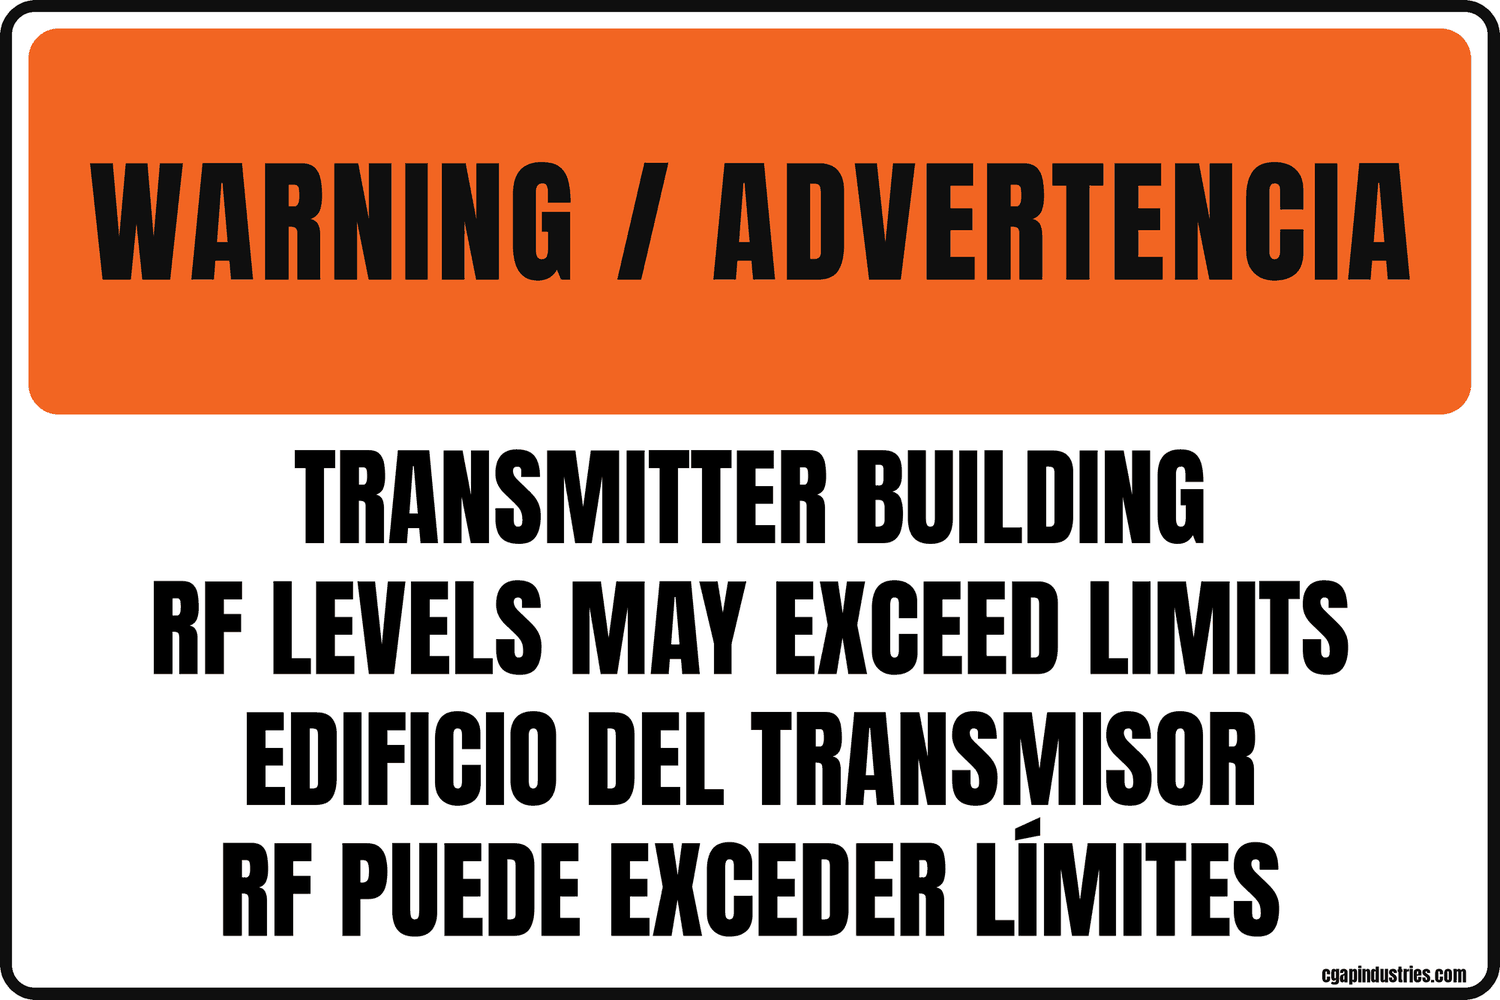 WARNING / ADVERTENCIA
TRANSMITTER BUILDING
RF LEVELS MAY EXCEED LIMITS
EDIFICIO DEL TRANSMISOR
RF PUEDE EXCEDER LÍMITES
cgapindustries.com